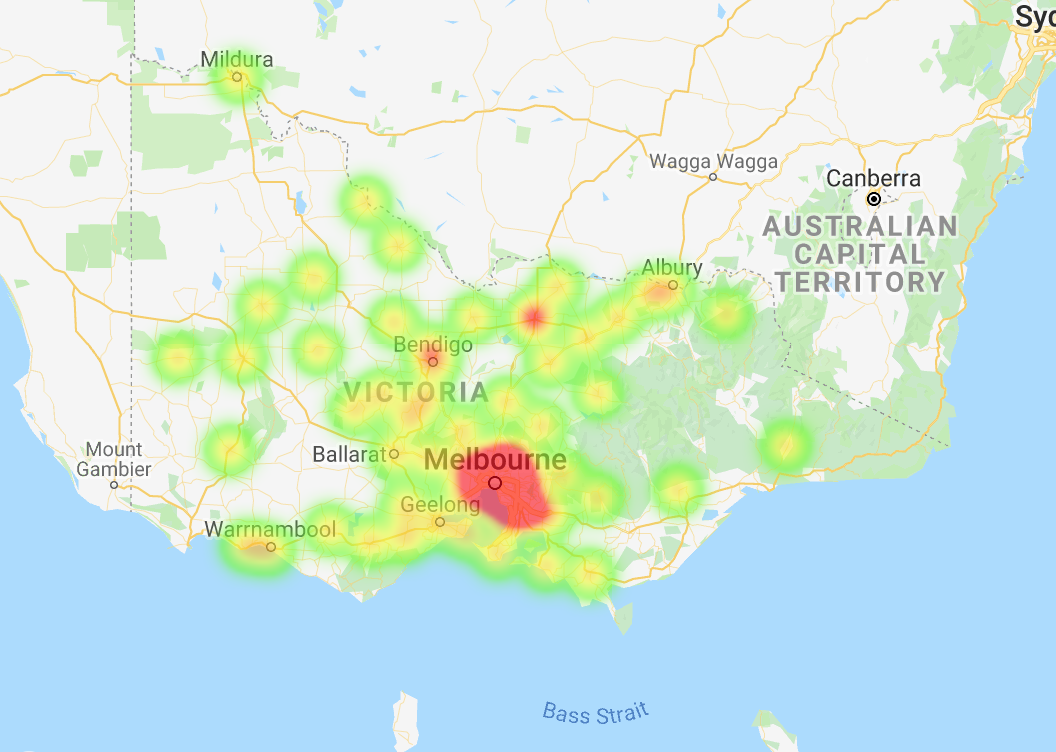 Syd
Mildura
Wagga Wagga
Canberra
AUSTRALIAN
CAPITAL
TERRITORY
Albury
Bendigo
VICTORIA
Mount
Gambier
Ballarat
Melbourne
Geelong
Warrnambool
Bass Strait